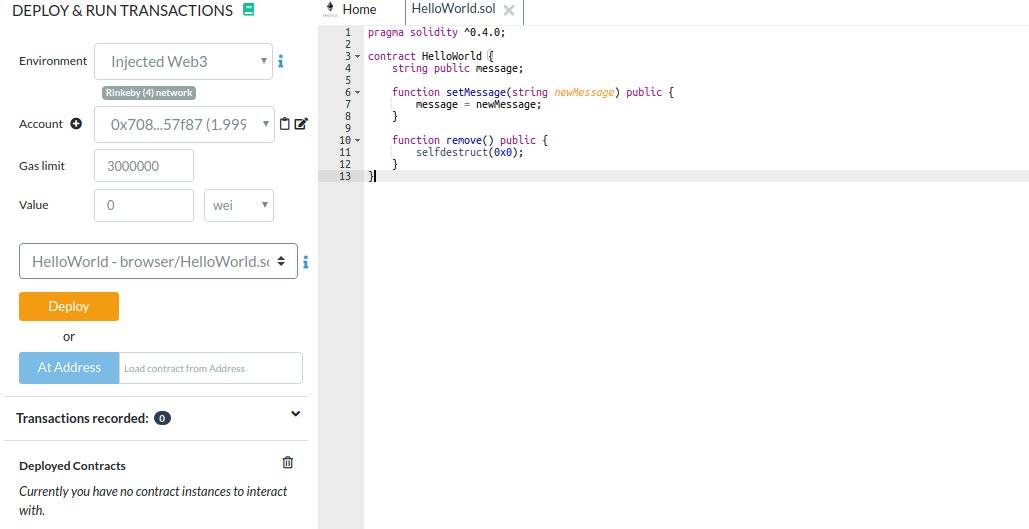 DEPLOY & RUN TRANSACTIONS
Environment
Injected Web3
Rinkeby (4) network
Account
0x708...57f87 (1.999
Gas limit
3000000
Value
0
wei
HelloWorld - browser/HelloWorld.so
Deploy
or
At Address
Load contract from Address
Transactions recorded: 0
Deployed Contracts
Currently you have no contract instances to interact
with.
Home
HelloWorld.sol
1 pragma solidity ^0.4.0;
2
3 contract HelloWorld {
4 string public message;
5
6 function setMessage(string newMessage) public {
7 message = newMessage;
8 }
9
10 function remove() public {
11 selfdestruct(0x0);
12 }
13 }